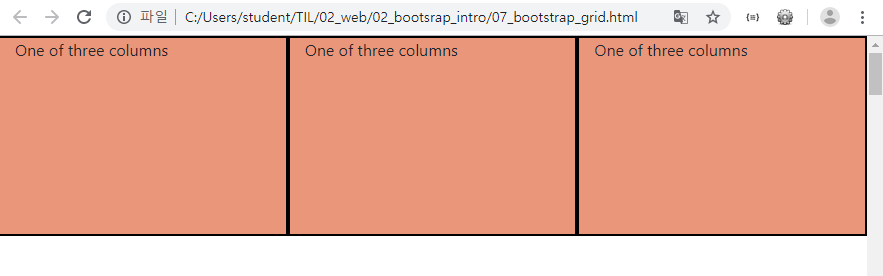 파일 C:/Users/student/TIL/02_web/02_bootsrap_intro/07_bootstrap_grid.html
One of three columns One of three columns One of three columns